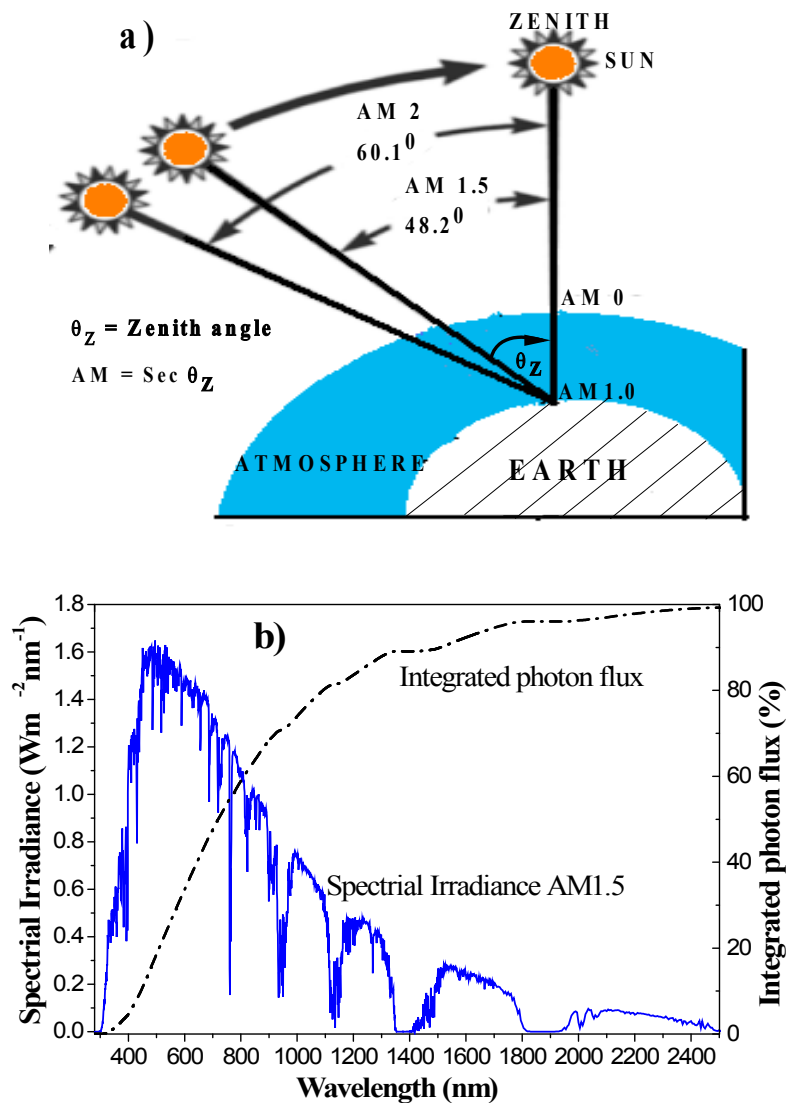 a )
ZENITH
SUN
AM 2
60.1⁰
AM 1.5
48.2⁰
AM 0
θZ = Zenith angle
θZ
AM = Sec θZ
AM1.0
ATMOSPHERE
EARTH
b)
Spectrial Irradiance (Wm⁻²nm⁻¹)
1.8
1.6
1.4
1.2
1.0
0.8
0.6
0.4
0.2
0.0
Integrated photon flux
Spectrial Irradiance AM1.5
100
80
60
40
20
0
Integrated photon flux (%)
400 600 800 1000 1200 1400 1600 1800 2000 2200 2400
Wavelength (nm)